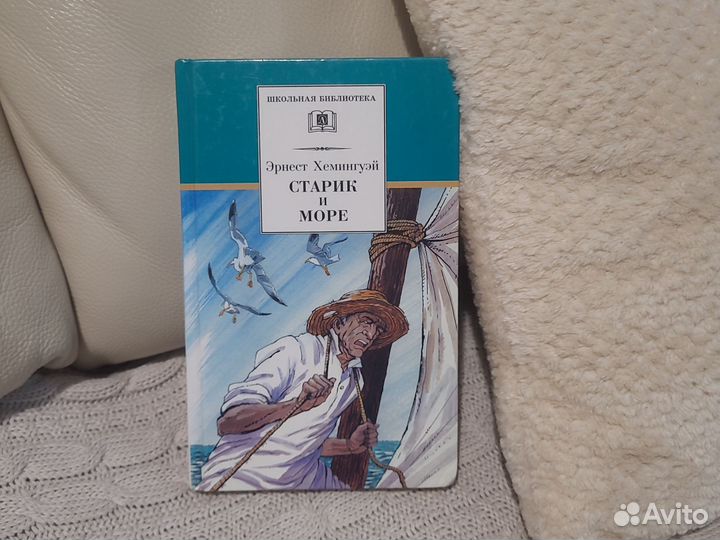 ШКОЛЬНАЯ БИБЛИОТЕКА
Эрнест Хемингуэй
СТАРИК
и
МОРЕ
Avito